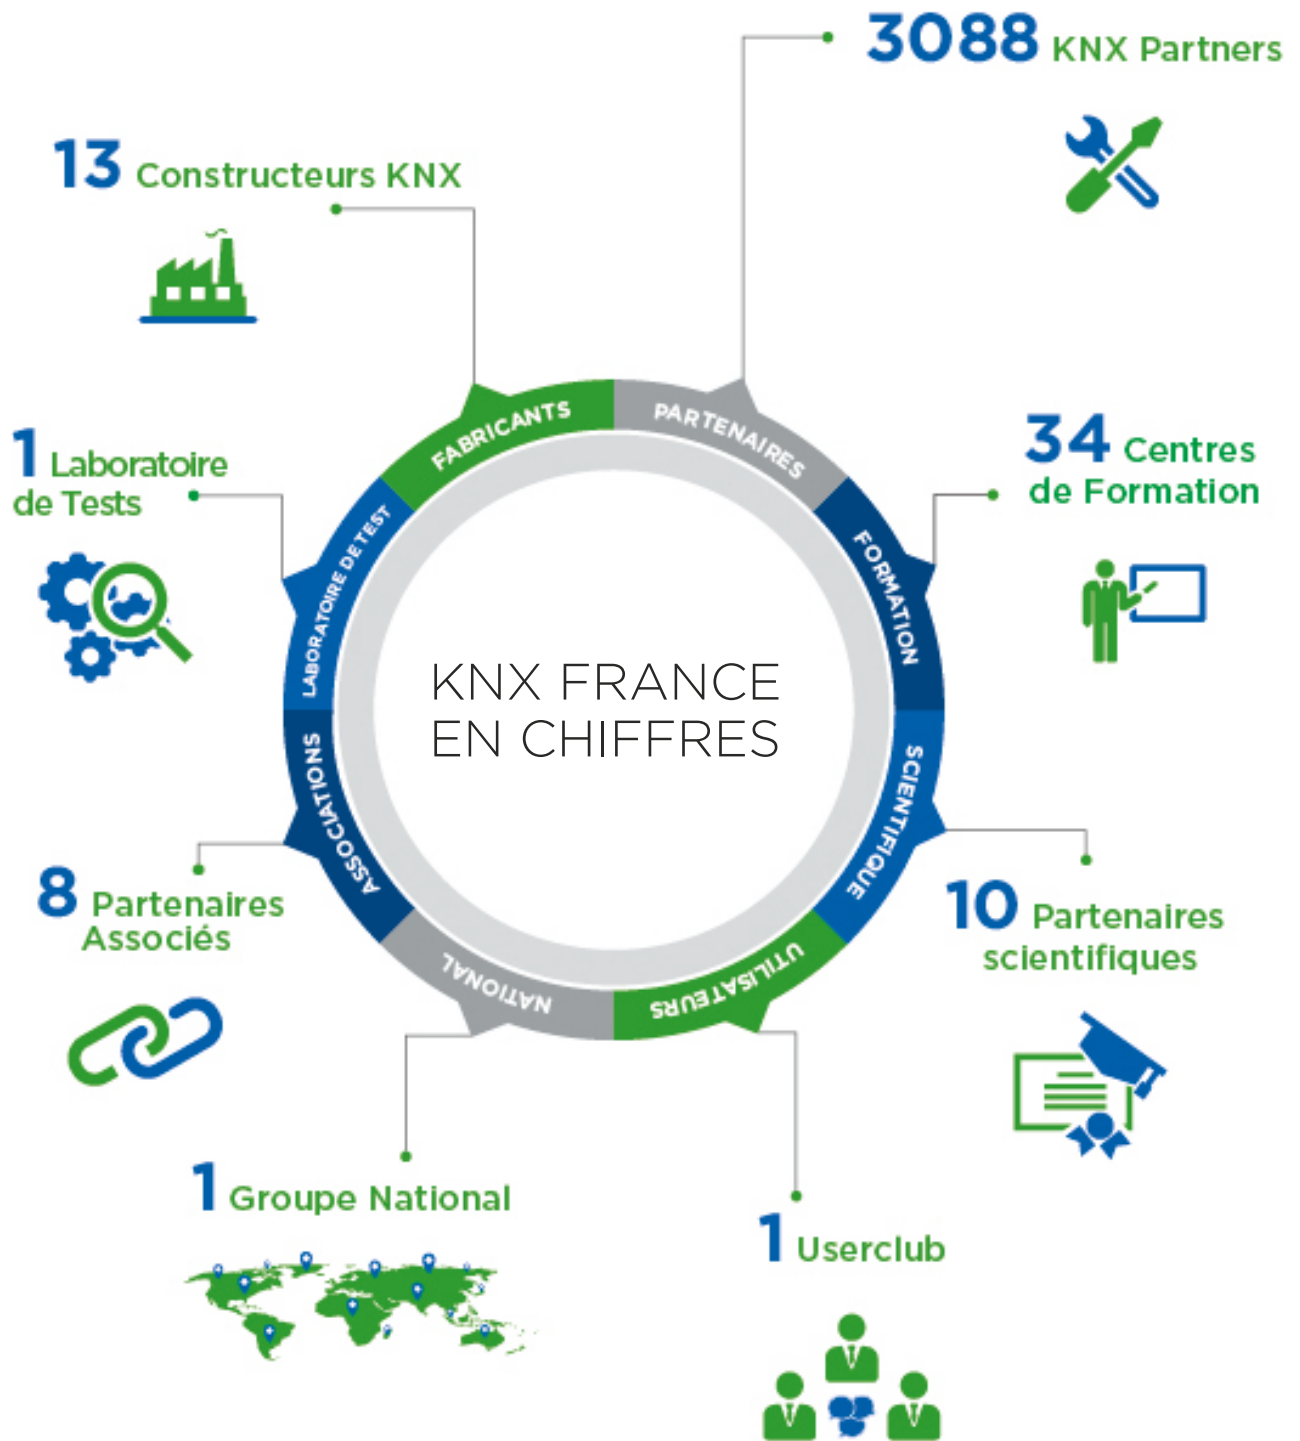 3088 KNX Partners
13 Constructeurs KNX
FABRICANTS
PARTENAIRES
1 Laboratoire
de Tests
34 Centres
de Formation
LABORATOIRE DE TEST
FORMATION
KNX FRANCE
EN CHIFFRES
ASSOCIATIONS
SCIENTIFIQUE
8 Partenaires
Associés
10 Partenaires
scientifiques
NATIONAL
UTILISATEURS
1 Groupe National
1 Userclub